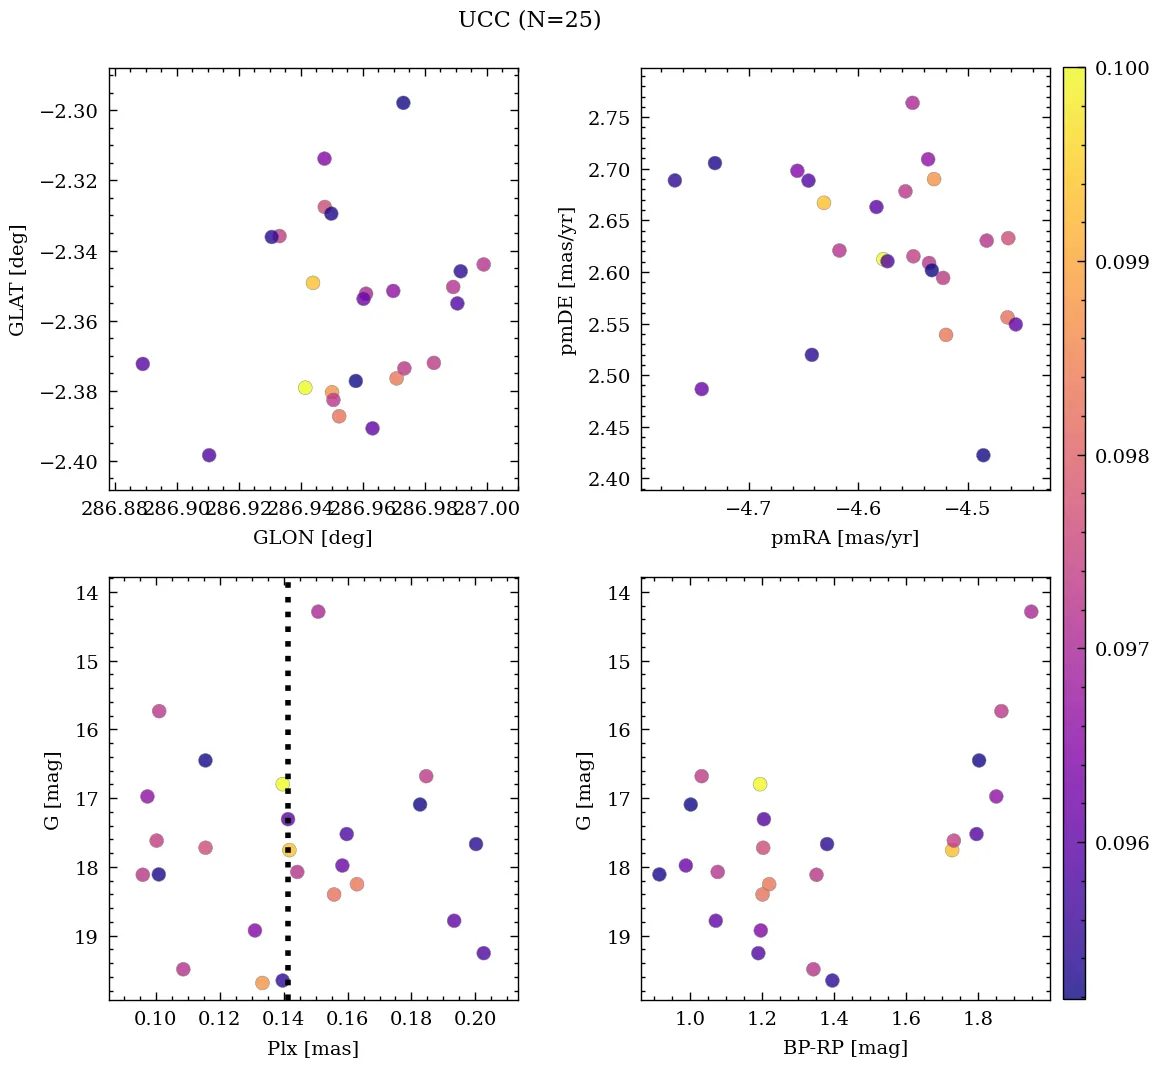 UCC (N=25)
−2.30
−2.32
−2.34
−2.36
−2.38
−2.40
GLAT [deg]
286.88 286.90 286.92 286.94 286.96 286.98 287.00
GLON [deg]
2.75
2.70
2.65
2.60
2.55
2.50
2.45
2.40
pmDE [mas/yr]
−4.7 −4.6 −4.5
pmRA [mas/yr]
14
15
16
17
18
19
G [mag]
0.10 0.12 0.14 0.16 0.18 0.20
Plx [mas]
14
15
16
17
18
19
G [mag]
1.0 1.2 1.4 1.6 1.8
BP-RP [mag]
0.100
0.099
0.098
0.097
0.096